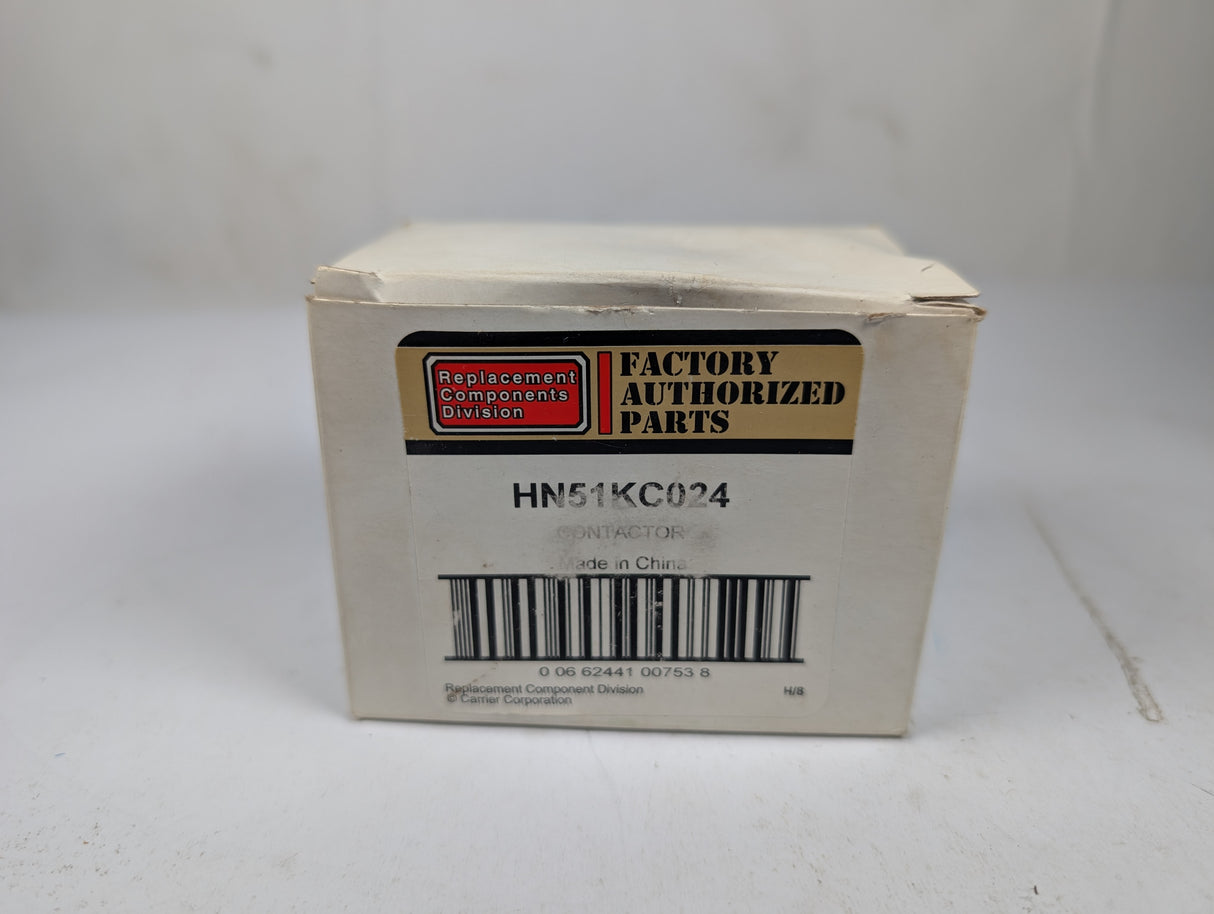 Replacement
Components
Division
FACTORY
AUTHORIZED
PARTS
HN51KC024
CONTACTOR
Made in China
0 06 62441 00753 8
Replacement Component Division
© Carrier Corporation
H/8